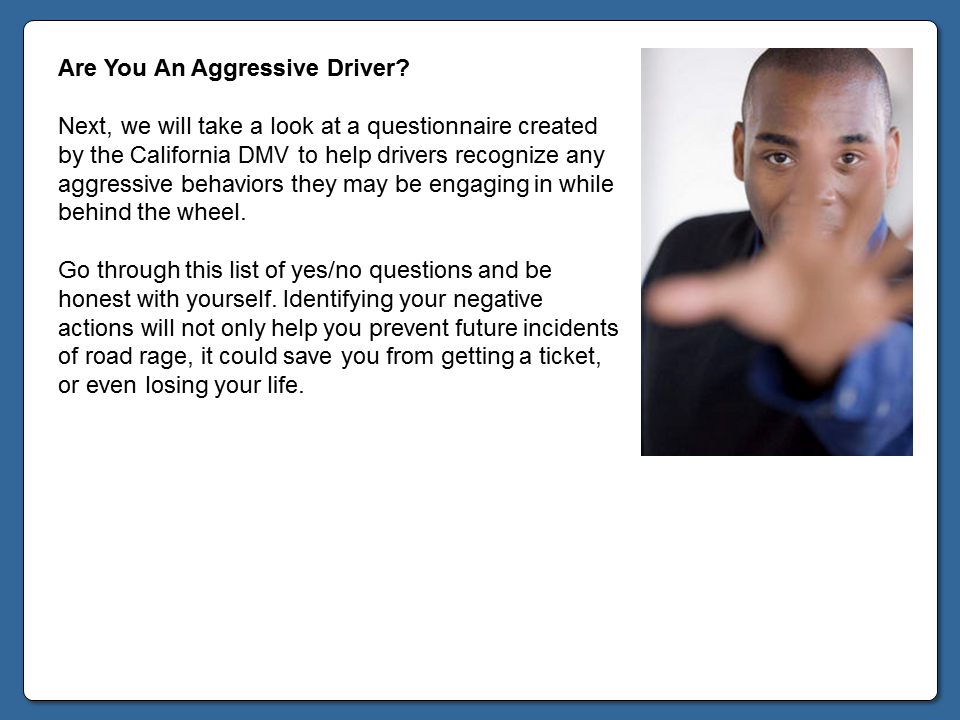 Are You An Aggressive Driver?
Next, we will take a look at a questionnaire created
by the California DMV to help drivers recognize any
aggressive behaviors they may be engaging in while
behind the wheel.
Go through this list of yes/no questions and be
honest with yourself. Identifying your negative
actions will not only help you prevent future incidents
of road rage, it could save you from getting a ticket,
or even losing your life.